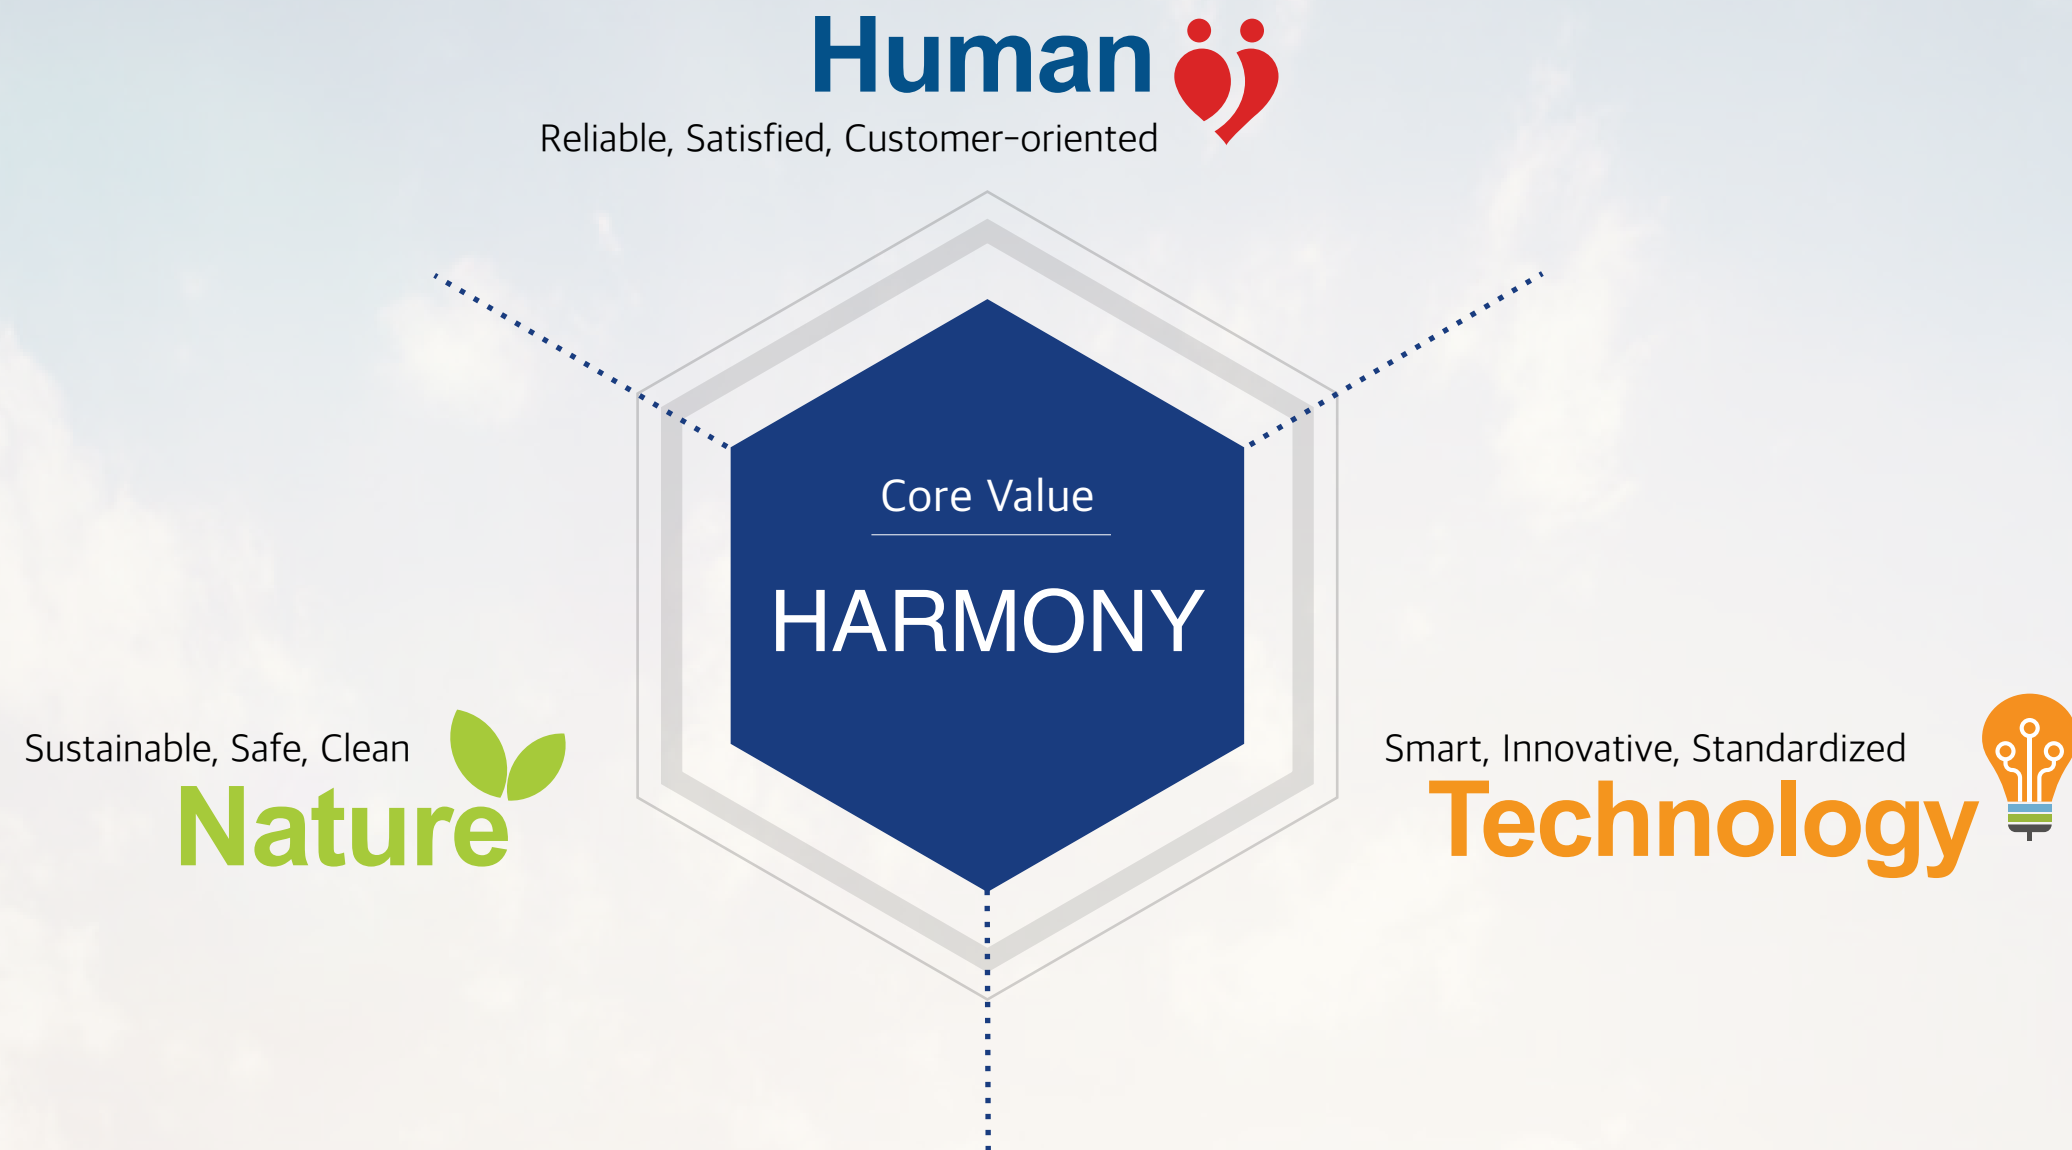 Human
Reliable, Satisfied, Customer-oriented
Core Value
HARMONY
Sustainable, Safe, Clean
Nature
Smart, Innovative, Standardized
Technology